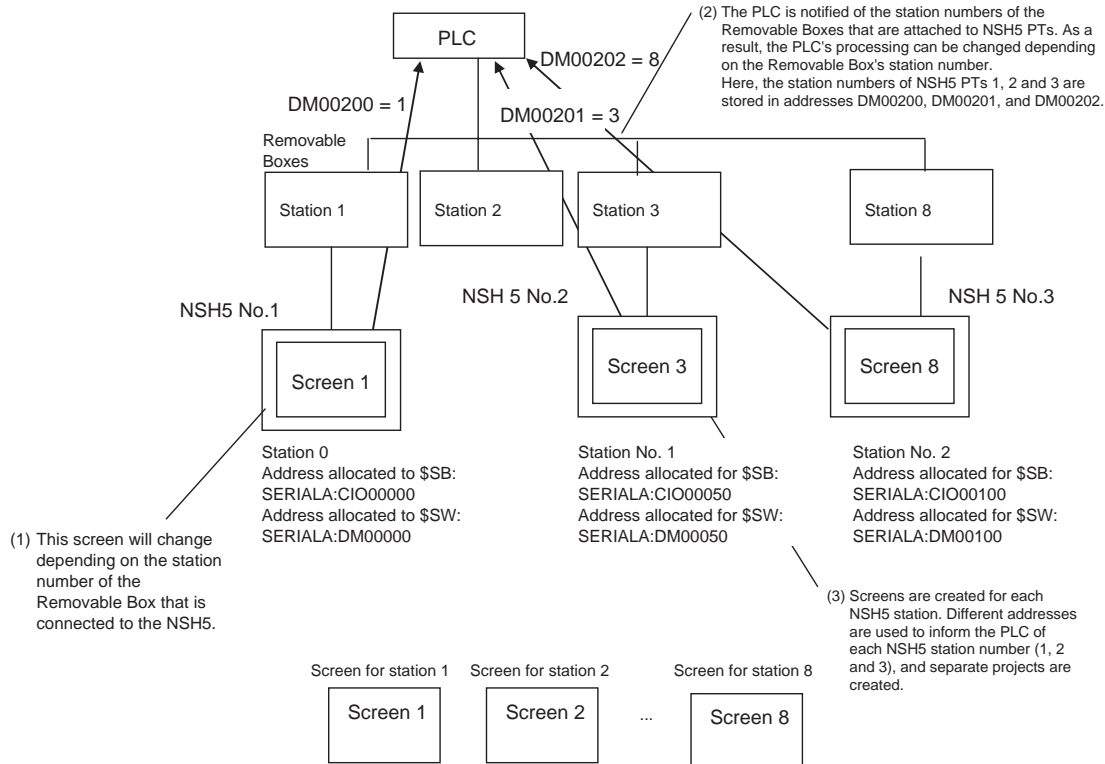 PLC
DM00202 = 8
DM00200 = 1
DM00201 = 3
(2) The PLC is notified of the station numbers of the
Removable Boxes that are attached to NSH5 PTs. As a
result, the PLC's processing can be changed depending
on the Removable Box's station number.
Here, the station numbers of NSH5 PTs 1, 2 and 3 are
stored in addresses DM00200, DM00201, and DM00202.
Removable
Boxes
Station 1
Station 2
Station 3
Station 8
NSH5 No.1
NSH 5 No.2
NSH 5 No.3
Screen 1
Screen 3
Screen 8
Station 0
Address allocated to $SB:
SERIALA:CIO00000
Address allocated to $SW:
SERIALA:DM00000
Station No. 1
Address allocated for $SB:
SERIALA:CIO00050
Address allocated for $SW:
SERIALA:DM00050
Station No. 2
Address allocated for $SB:
SERIALA:CIO00100
Address allocated for $SW:
SERIALA:DM00100
(1) This screen will change
depending on the station
number of the
Removable Box that is
connected to the NSH5.
(3) Screens are created for each
NSH5 station. Different addresses
are used to inform the PLC of
each NSH5 station number (1, 2
and 3), and separate projects are
created.
Screen for station 1
Screen for station 2
Screen for station 8
Screen 1
Screen 2
...
Screen 8